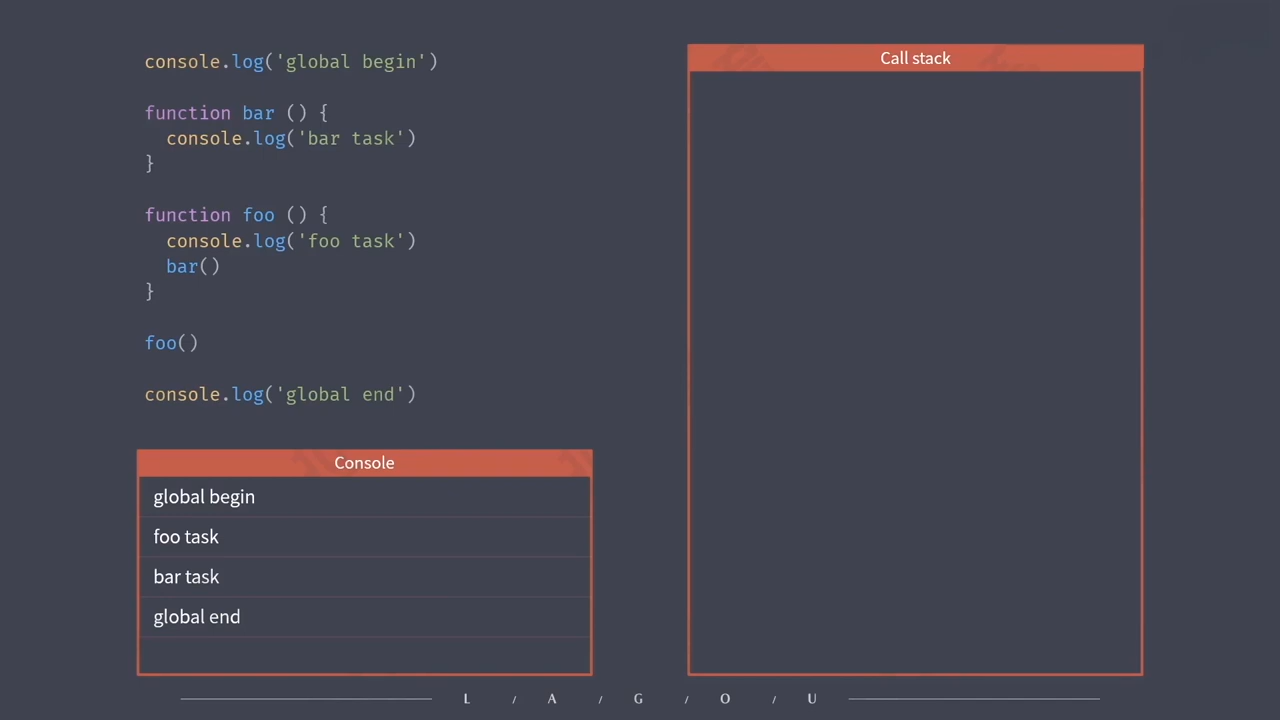 console.log('global begin')
function bar () {
  console.log('bar task')
}
function foo () {
  console.log('foo task')
  bar()
}
foo()
console.log('global end')
Console
global begin
foo task
bar task
global end
Call stack
L / A / G / O / U